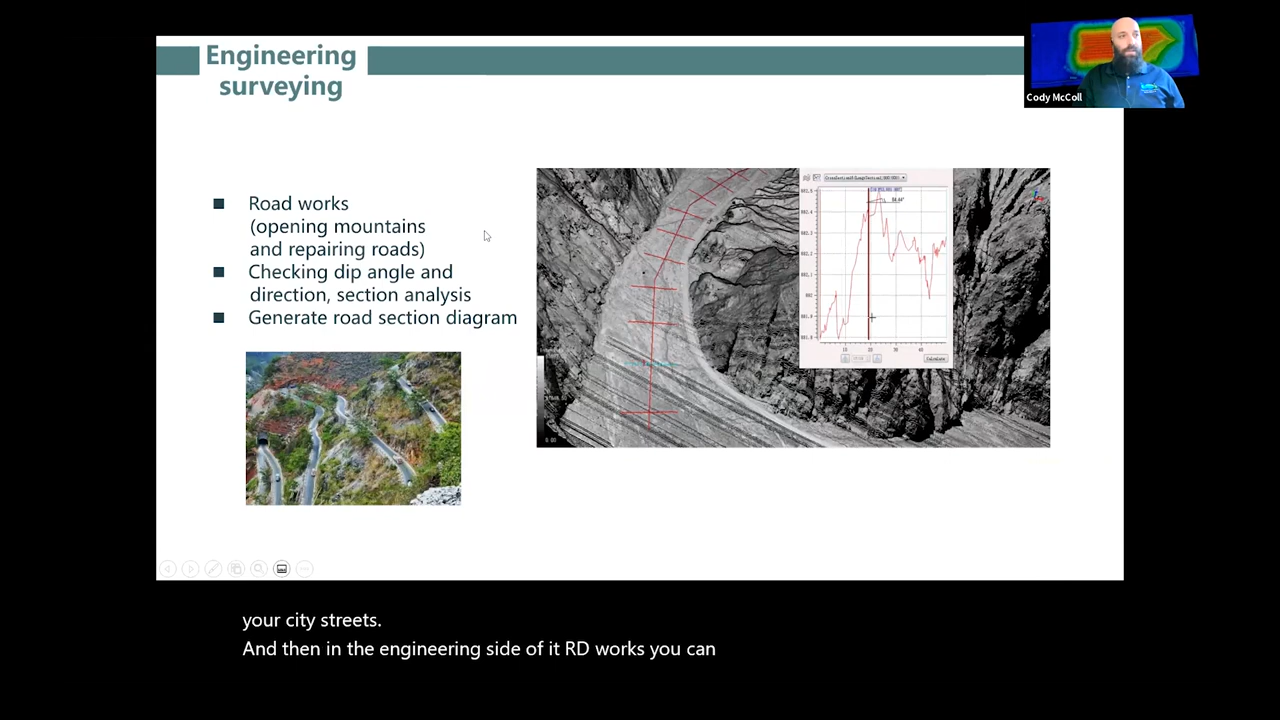 Engineering
surveying
Cody McColl
Road works
(opening mountains
and repairing roads)
Checking dip angle and
direction, section analysis
Generate road section diagram
Calculate
your city streets.
And then in the engineering side of it RD works you can